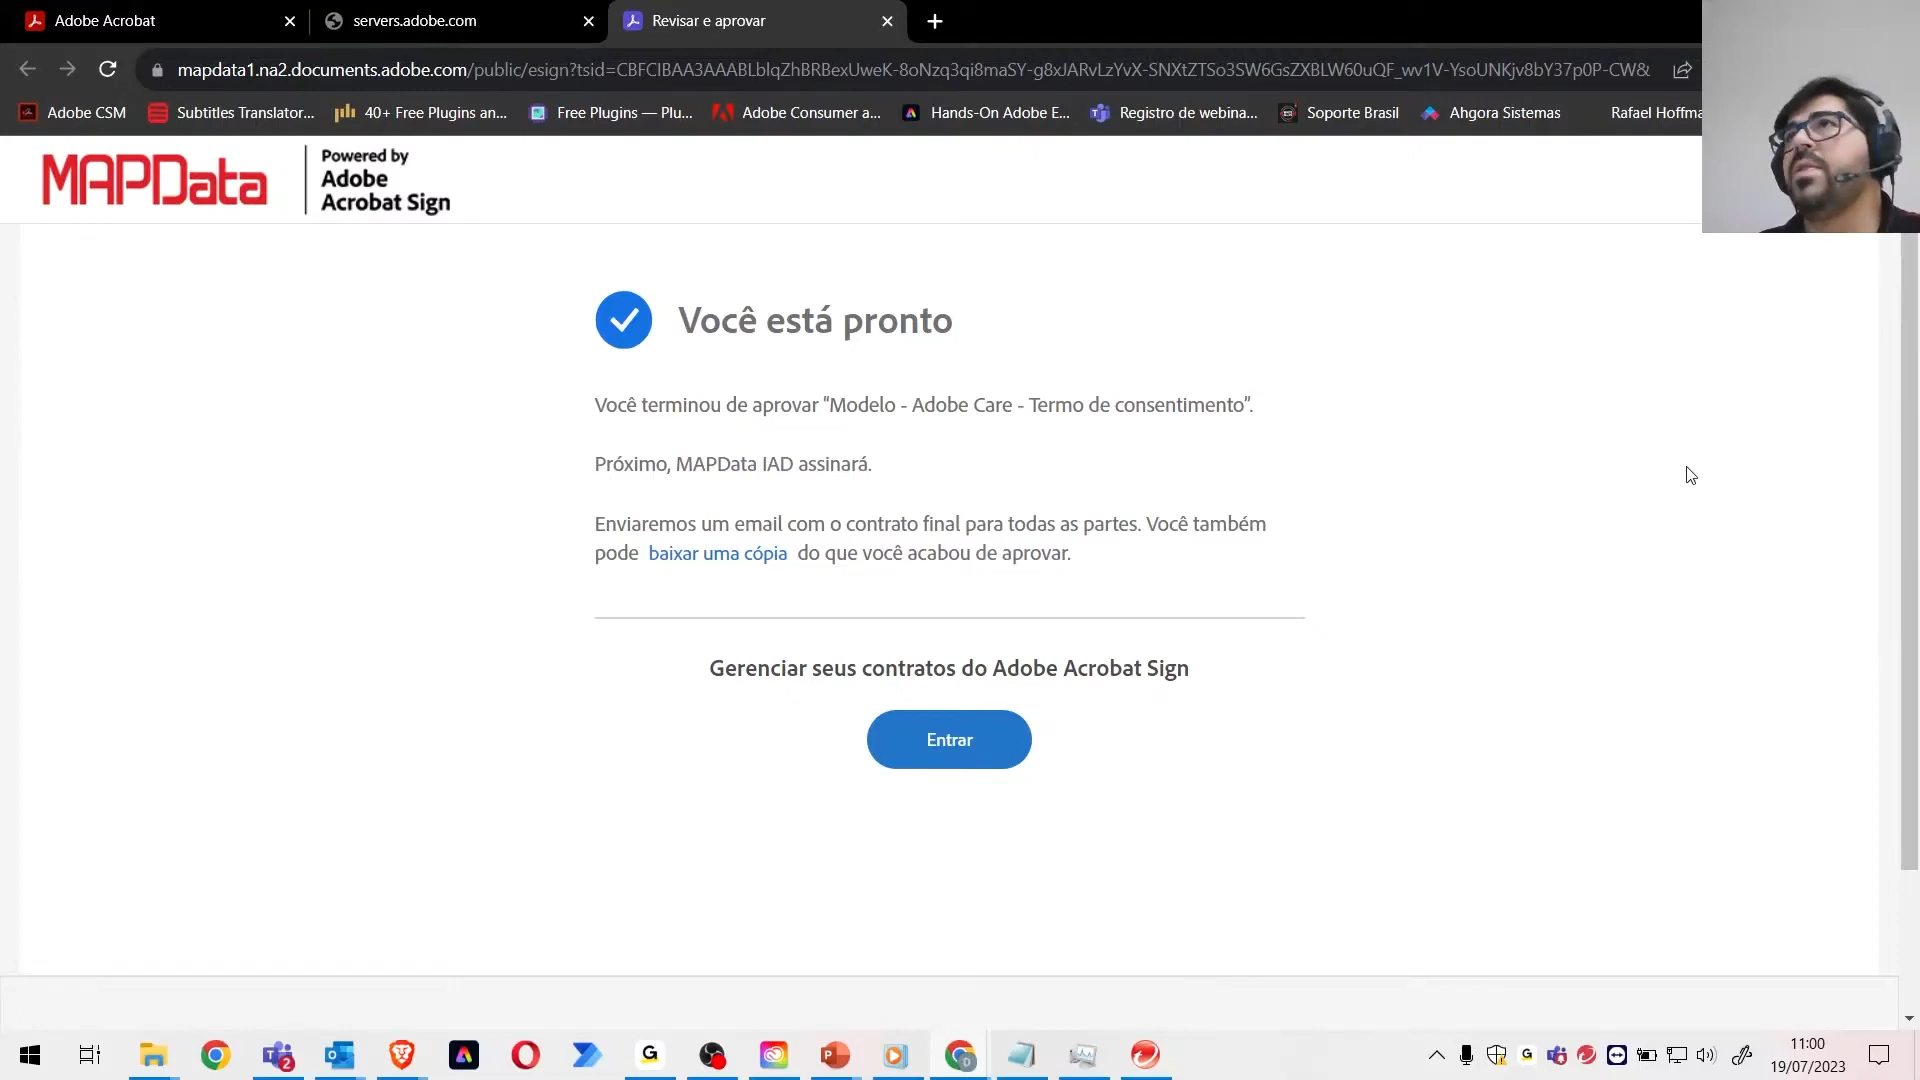 Adobe Acrobat
servers.adobe.com
Revisar e aprovar
mapdata1.na2.documents.adobe.com/public/esign?tsid=CBFCIBAA3AAABLblqZhBRBexUweK-8oNzq3qi8maSY-g8xJARvLzYvX-SNXtZTSo3SW6GsZXBLW60uQF_wv1V-YsoUNKjv8bY37p0P-CW&
Adobe CSM
Subtitles Translator...
40+ Free Plugins an...
Free Plugins — Plu...
Adobe Consumer a...
Hands-On Adobe E...
Registro de webina...
Soporte Brasil
Ahgora Sistemas
Rafael Hoffma
MAPData
Powered by
Adobe
Acrobat Sign
Você está pronto
Você terminou de aprovar “Modelo - Adobe Care - Termo de consentimento”.
Próximo, MAPData IAD assinará.
Enviaremos um email com o contrato final para todas as partes. Você também
pode baixar uma cópia do que você acabou de aprovar.
Gerenciar seus contratos do Adobe Acrobat Sign
Entrar
11:00
19/07/2023